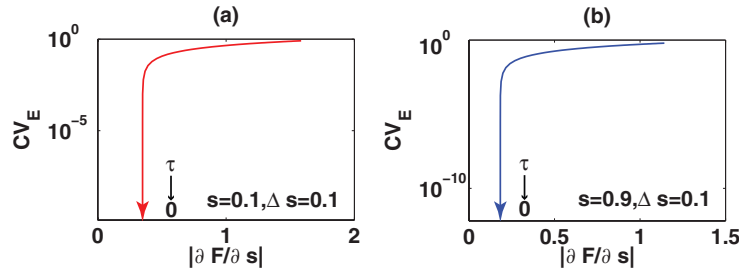 (a)
10^0
10^-5
CV_E
τ
0
s=0.1,Δ s=0.1
0 1 2
|∂ F/∂ s|
(b)
10^0
10^-10
CV_E
τ
0
s=0.9,Δ s=0.1
0 0.5 1 1.5
|∂ F/∂ s|